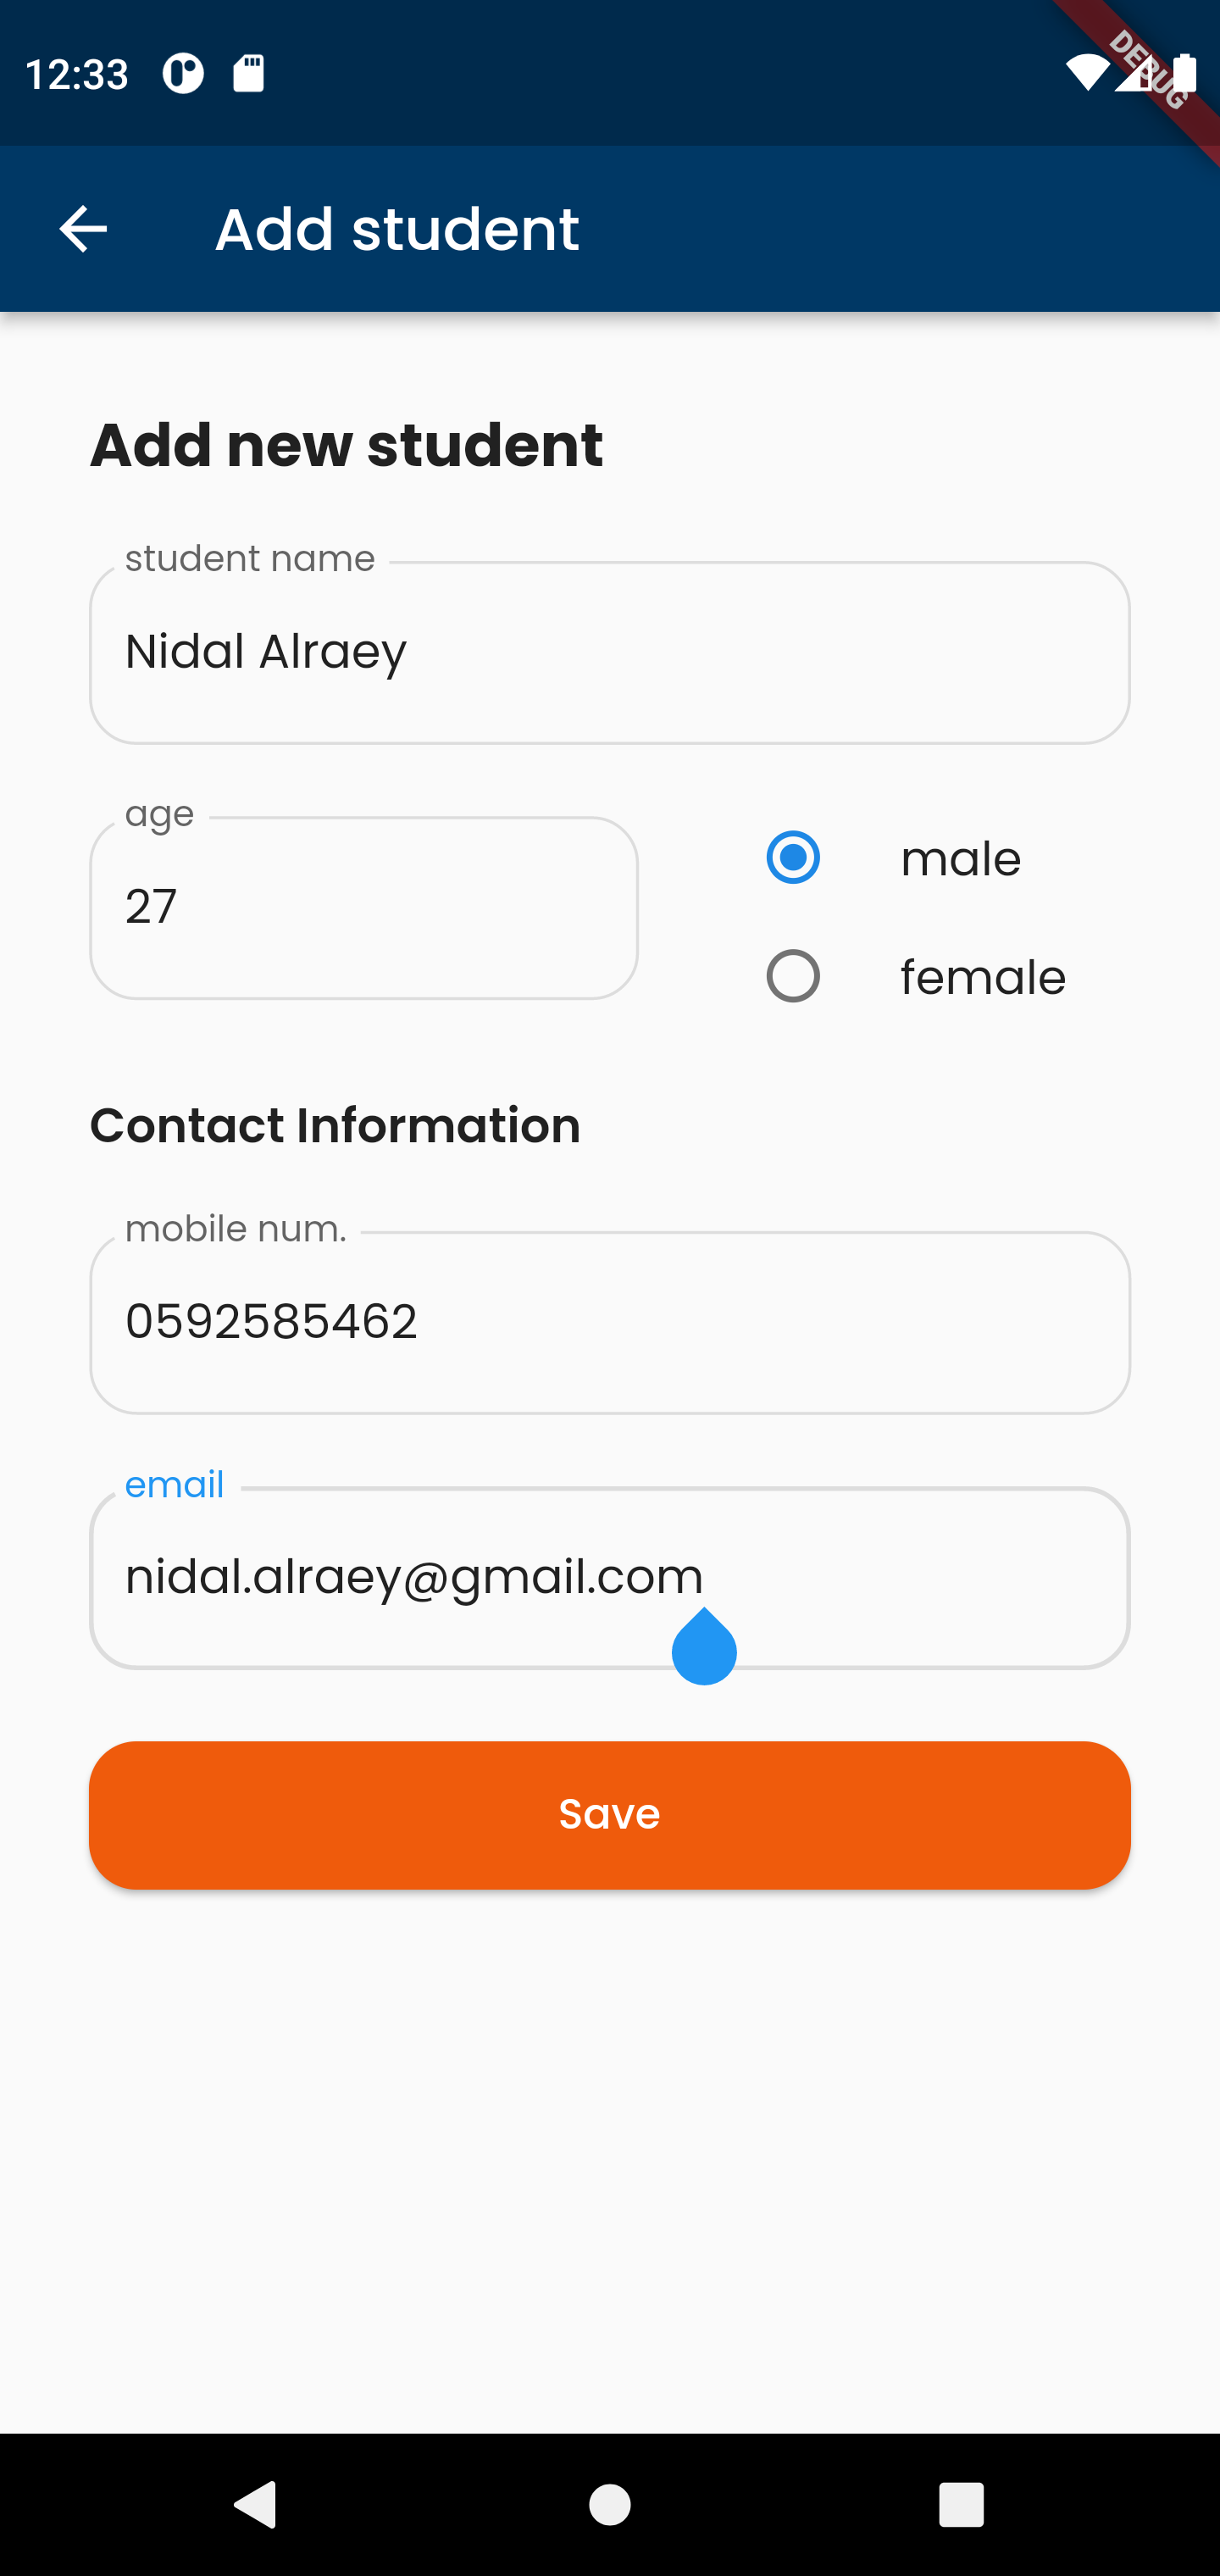 12:33
DEBUG
Add student
Add new student
student name
Nidal Alraey
age
27
male
female
Contact Information
mobile num.
0592585462
email
nidal.alraey@gmail.com
Save